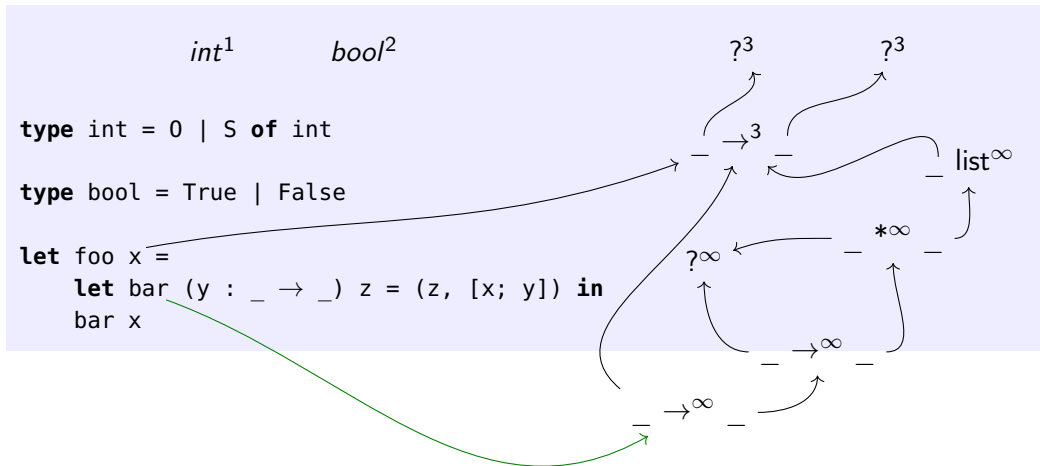 int¹ bool² ?³ ?³
type int = O | S of int
_ →³ _
_ list^∞
type bool = True | False
_ *^∞ _
let foo x =
?^∞
let bar (y : _ → _) z = (z, [x; y]) in
bar x
_ →^∞ _
_ →^∞ _